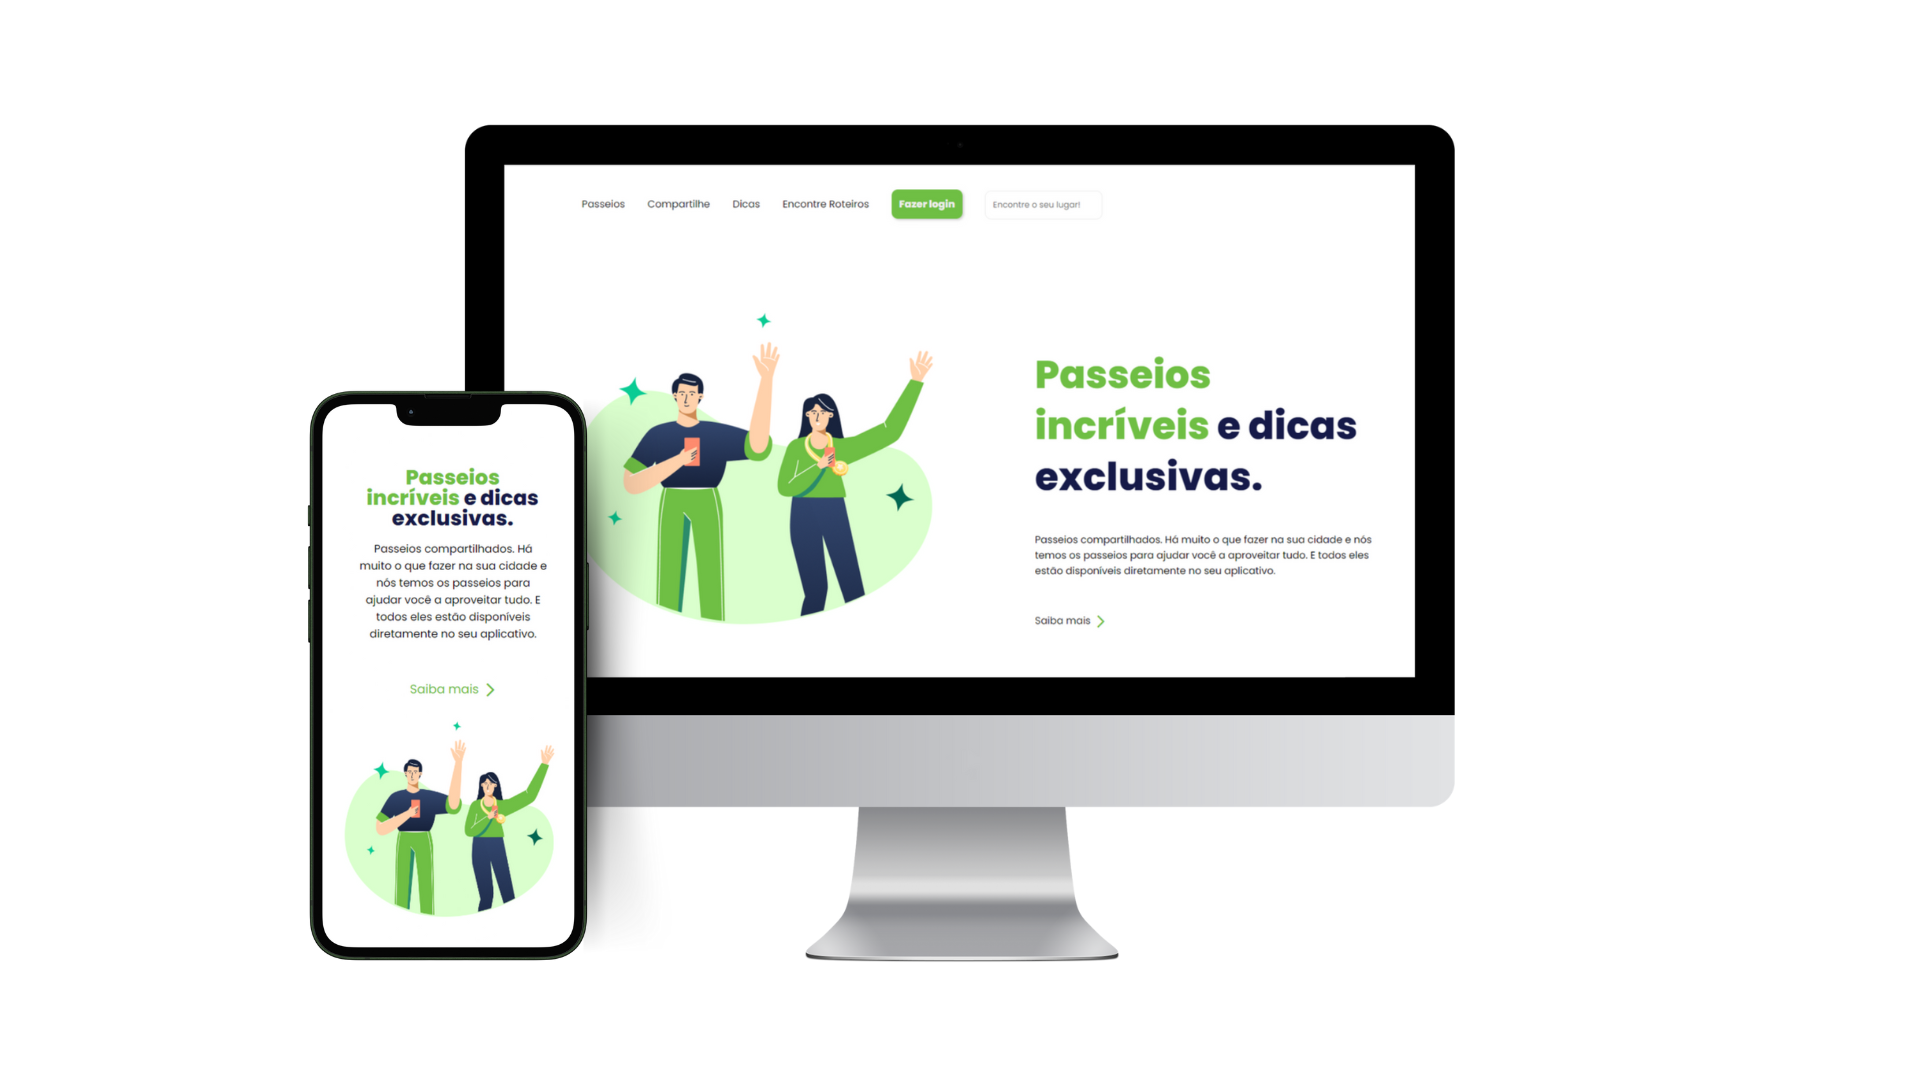 Passeios Compartilhe Dicas Encontre Roteiros Fazer login Encontre o seu lugar!
Passeios
incríveis e dicas
exclusivas.
Passeios compartilhados. Há muito o que fazer na sua cidade e nós
temos os passeios para ajudar você a aproveitar tudo. E todos eles
estão disponíveis diretamente no seu aplicativo.
Saiba mais
Passeios
incríveis e dicas
exclusivas.
Passeios compartilhados. Há
muito o que fazer na sua cidade e
nós temos os passeios para
ajudar você a aproveitar tudo. E
todos eles estão disponíveis
diretamente no seu aplicativo.
Saiba mais